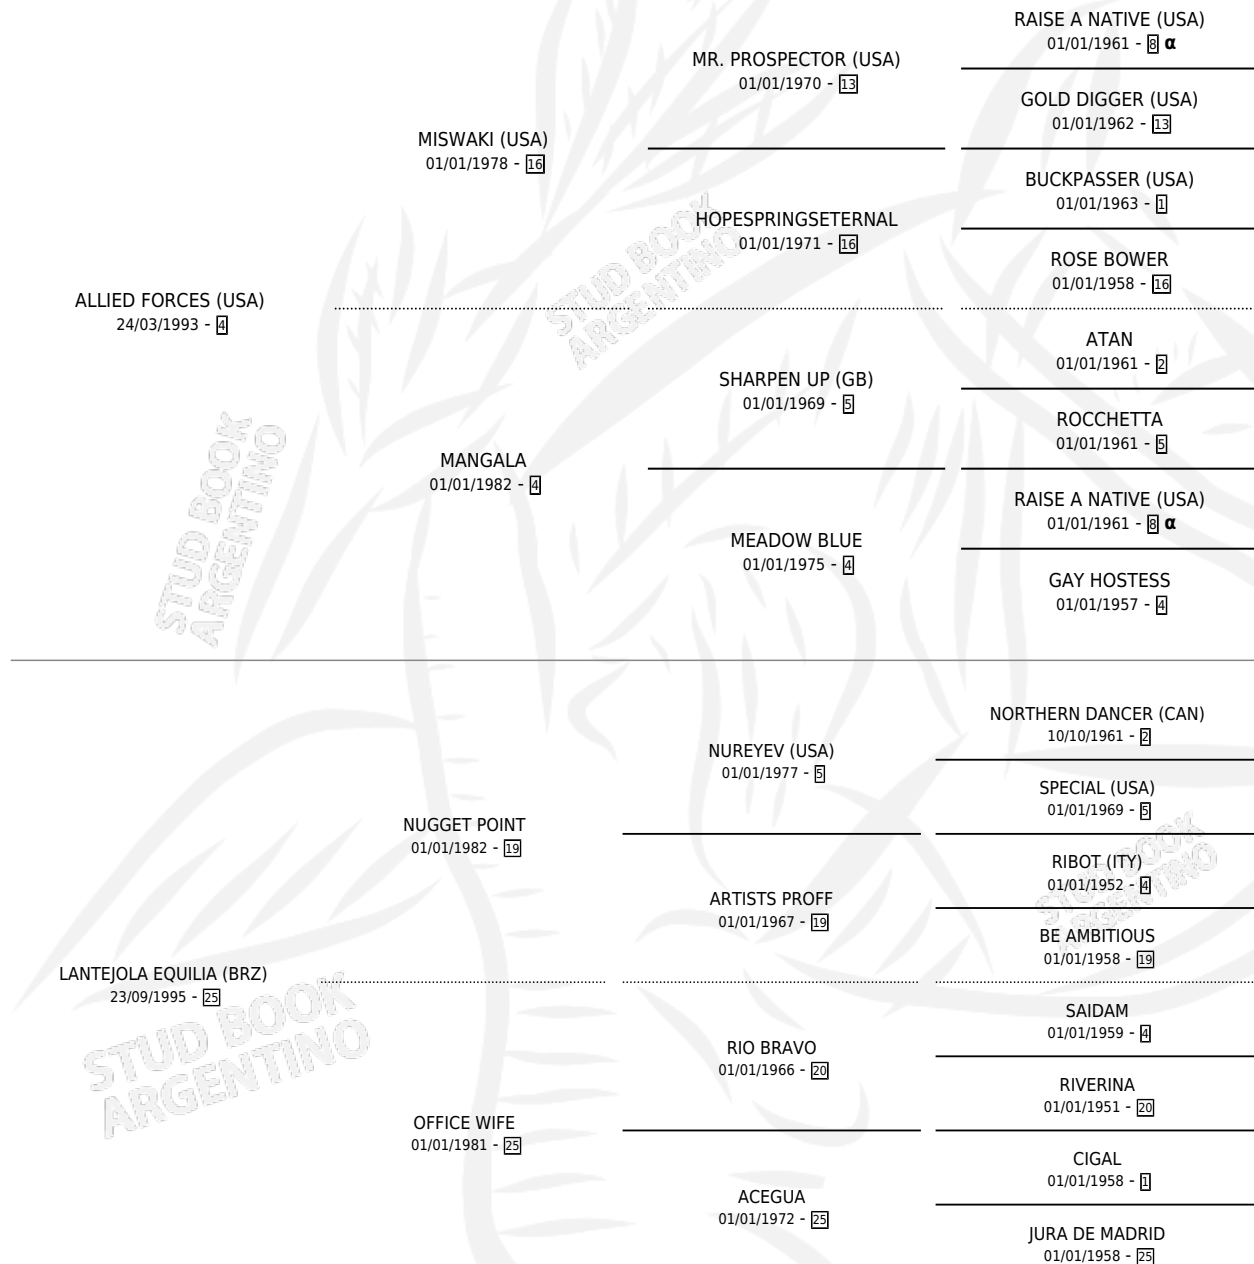 RAISE A NATIVE (USA)
01/01/1961 - 8 α
MR. PROSPECTOR (USA)
01/01/1970 - 13
GOLD DIGGER (USA)
01/01/1962 - 13
MISWAKI (USA)
01/01/1978 - 16
BUCKPASSER (USA)
01/01/1963 - 1
HOPESPRINGSETERNAL
01/01/1971 - 16
ROSE BOWER
01/01/1958 - 16
ALLIED FORCES (USA)
24/03/1993 - 4
ATAN
01/01/1961 - 2
SHARPEN UP (GB)
01/01/1969 - 5
ROCCHETTA
01/01/1961 - 5
MANGALA
01/01/1982 - 4
RAISE A NATIVE (USA)
01/01/1961 - 8 α
MEADOW BLUE
01/01/1975 - 4
GAY HOSTESS
01/01/1957 - 4
NORTHERN DANCER (CAN)
10/10/1961 - 2
NUREYEV (USA)
01/01/1977 - 5
SPECIAL (USA)
01/01/1969 - 5
NUGGET POINT
01/01/1982 - 19
RIBOT (ITY)
01/01/1952 - 4
ARTISTS PROFF
01/01/1967 - 19
BE AMBITIOUS
01/01/1958 - 19
LANTEJOLA EQUILIA (BRZ)
23/09/1995 - 25
SAIDAM
01/01/1959 - 4
RIO BRAVO
01/01/1966 - 20
RIVERINA
01/01/1951 - 20
OFFICE WIFE
01/01/1981 - 25
CIGAL
01/01/1958 - 1
ACEGUA
01/01/1972 - 25
JURA DE MADRID
01/01/1958 - 25
STUD BOOK
ARGENTINO
STUD BOOK
ARGENTINO
STUD BOOK
ARGENTINO
STUD BOOK
ARGENTINO